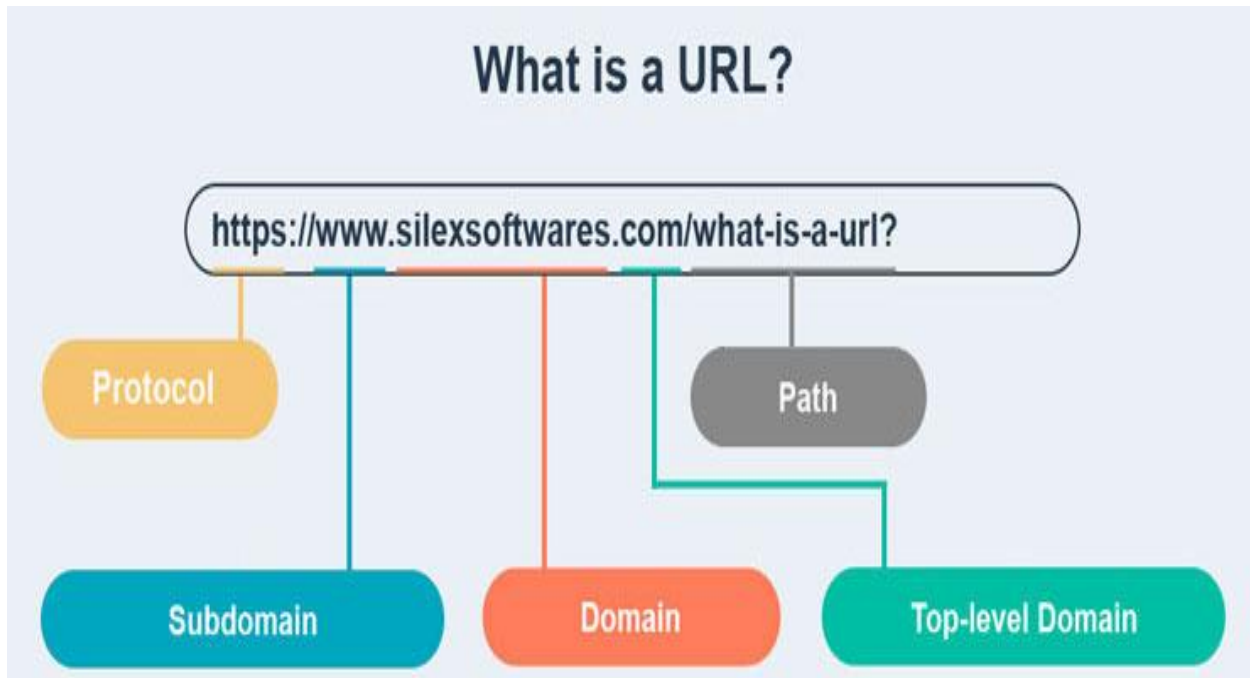 What is a URL?
https://www.silexsoftwares.com/what-is-a-url?
Protocol
Path
Subdomain
Domain
Top-level Domain